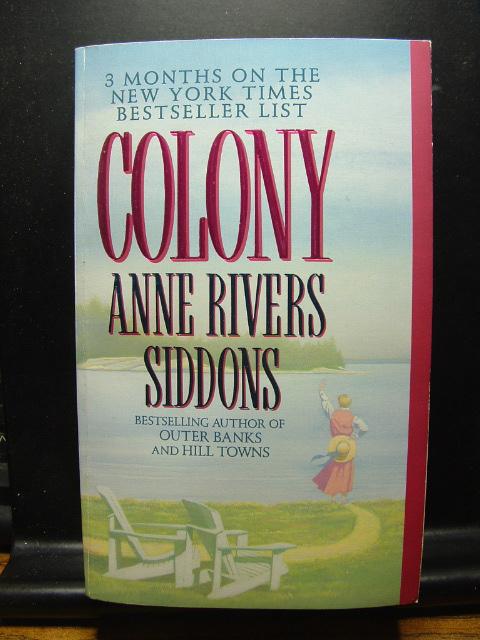 3 MONTHS ON THE
NEW YORK TIMES
BESTSELLER LIST
COLONY
ANNE RIVERS
SIDDONS
BESTSELLING AUTHOR OF
OUTER BANKS
AND HILL TOWNS